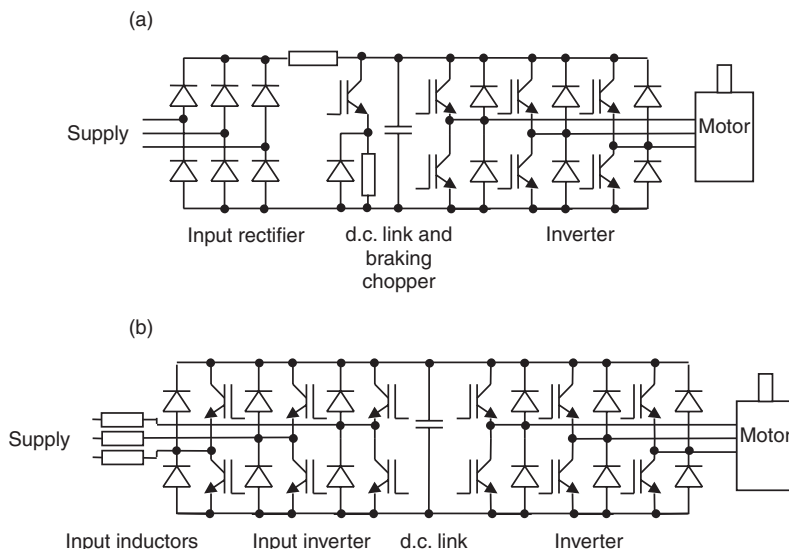 (a)
Supply
Motor
Input rectifier
d.c. link and
braking
chopper
Inverter
(b)
Supply
Motor
Input inductors
Input inverter
d.c. link
Inverter